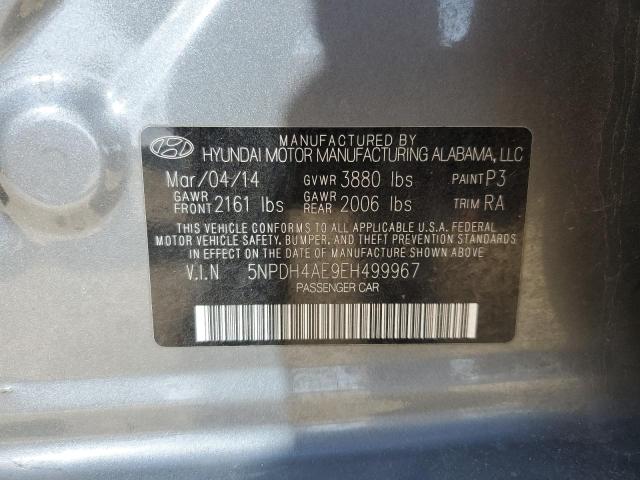 MANUFACTURED BY
HYUNDAI MOTOR MANUFACTURING ALABAMA, LLC
Mar/04/14 GVWR 3880 lbs PAINT P3
GAWR FRONT 2161 lbs GAWR REAR 2006 lbs TRIM RA
THIS VEHICLE CONFORMS TO ALL APPLICABLE U.S.A. FEDERAL
MOTOR VEHICLE SAFETY, BUMPER, AND THEFT PREVENTION STANDARDS
IN EFFECT ON THE DATE OF MANUFACTURE SHOWN ABOVE
V.I.N 5NPDH4AE9EH499967
PASSENGER CAR